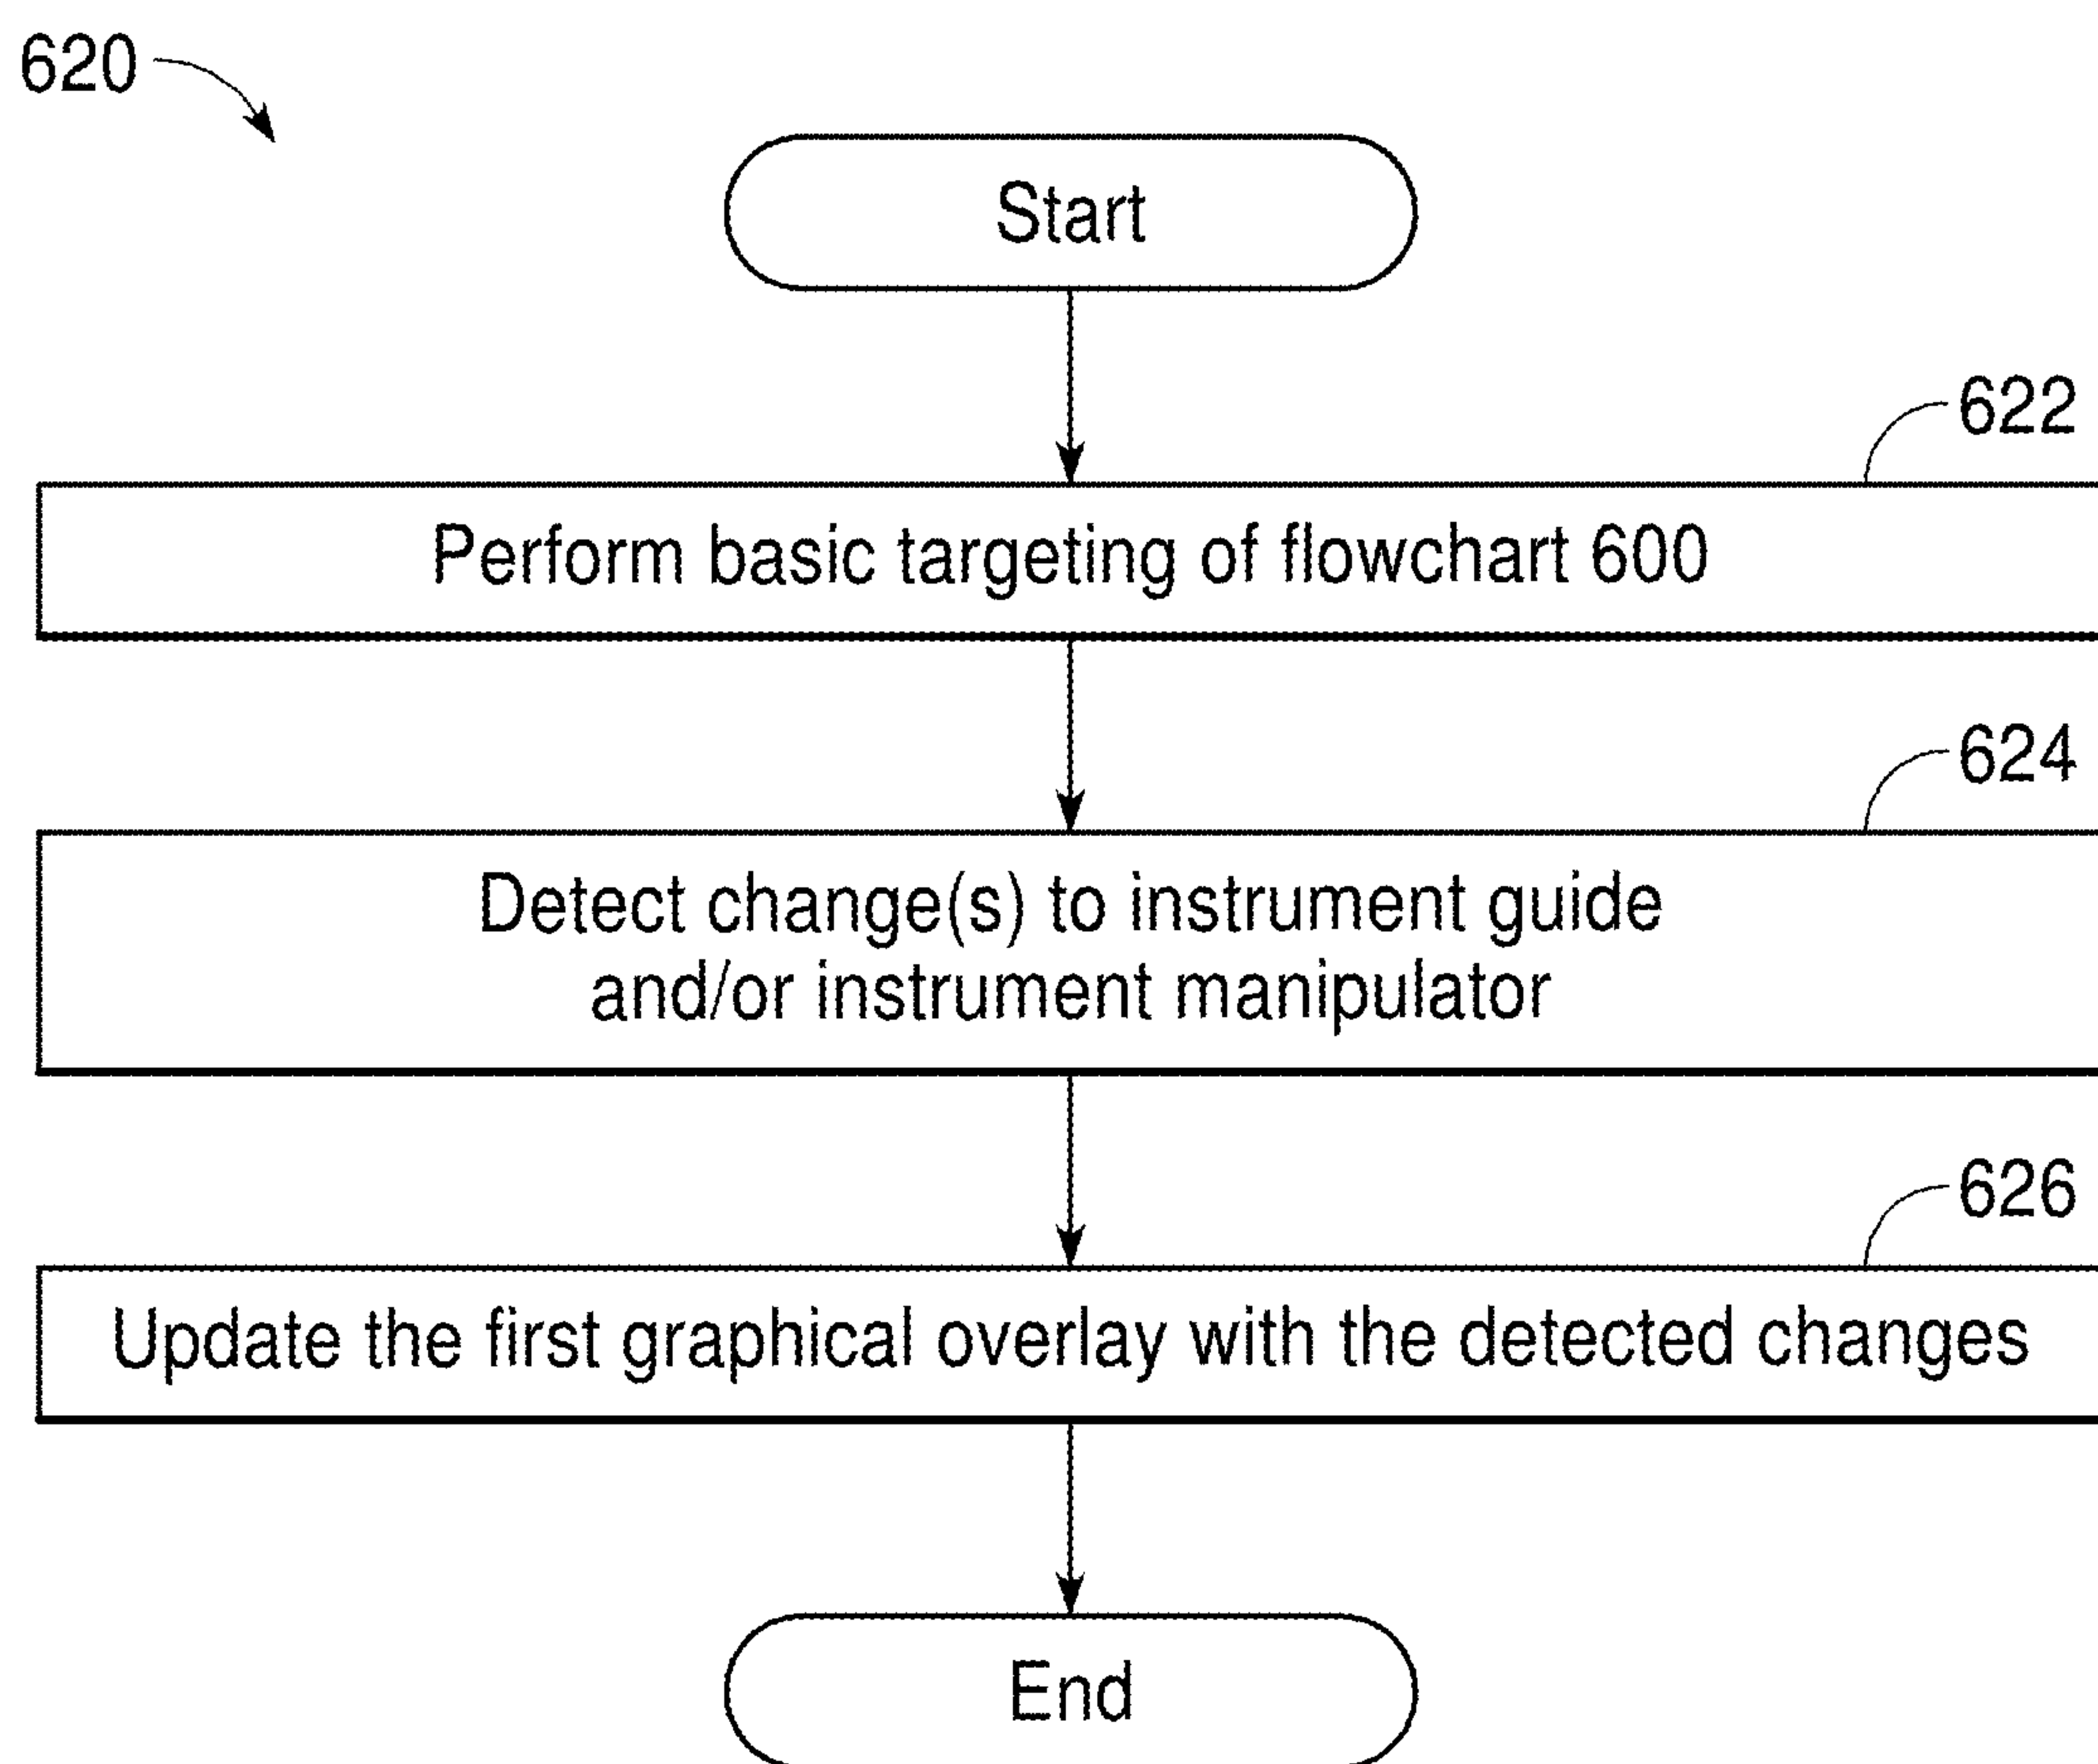 620
Start
622
Perform basic targeting of flowchart 600
624
Detect change(s) to instrument guide
and/or instrument manipulator
626
Update the first graphical overlay with the detected changes
End